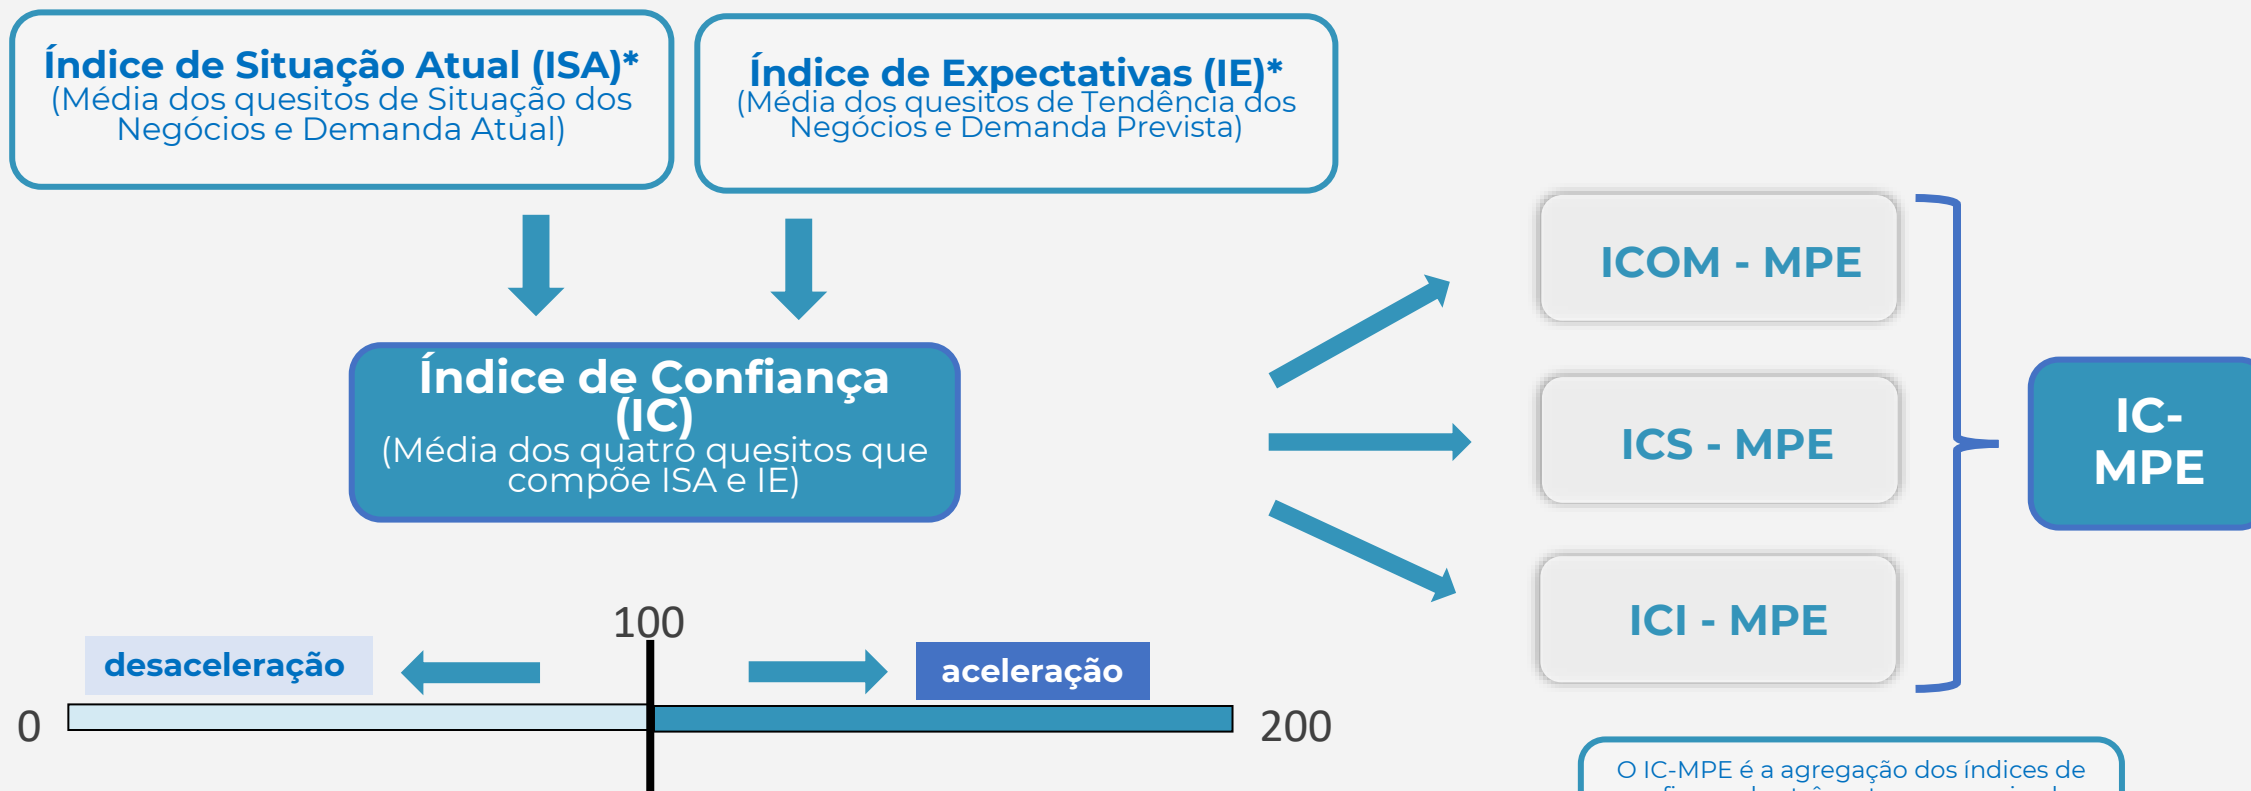 Índice de Situação Atual (ISA)*
(Média dos quesitos de Situação dos
Negócios e Demanda Atual)
Índice de Expectativas (IE)*
(Média dos quesitos de Tendência dos
Negócios e Demanda Prevista)
Índice de Confiança
(IC)
(Média dos quatro quesitos que
compõe ISA e IE)
ICOM - MPE
ICS - MPE
ICI - MPE
IC-
MPE
100
desaceleração
aceleração
0
200
O IC-MPE é a agregação dos índices de